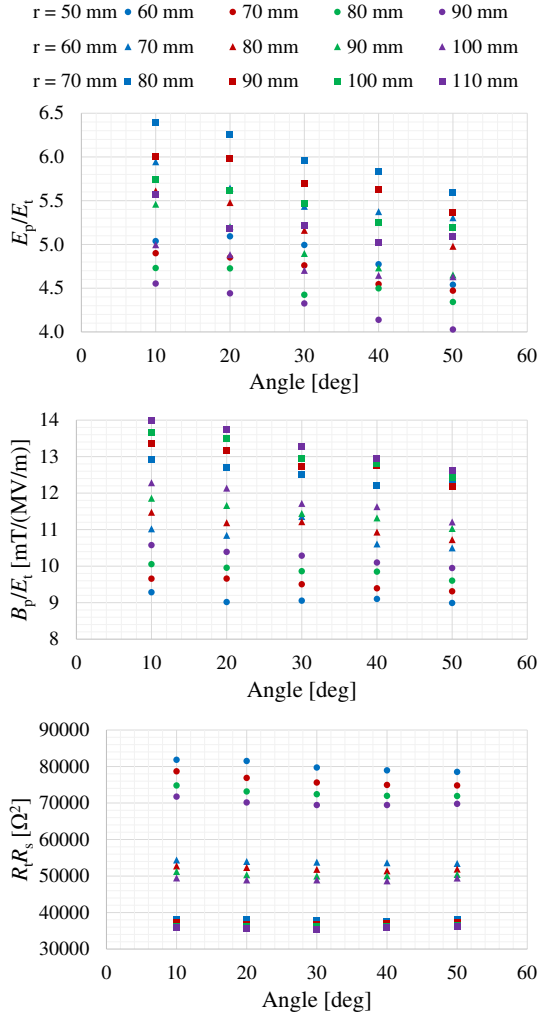 r = 50 mm 60 mm 70 mm 80 mm 90 mm
r = 60 mm 70 mm 80 mm 90 mm 100 mm
r = 70 mm 80 mm 90 mm 100 mm 110 mm
6.5
6.0
5.5
5.0
4.5
4.0
Eₚ/Eₜ
0 10 20 30 40 50 60
Angle [deg]
14
13
12
11
10
9
8
Bₚ/Eₜ [mT/(MV/m)]
0 10 20 30 40 50 60
Angle [deg]
90000
80000
70000
60000
50000
40000
30000
RₜRₛ [Ω²]
0 10 20 30 40 50 60
Angle [deg]